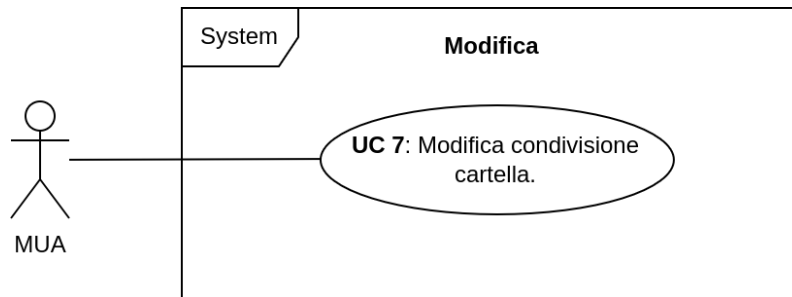 System
Modifica
UC 7: Modifica condivisione
cartella.
MUA